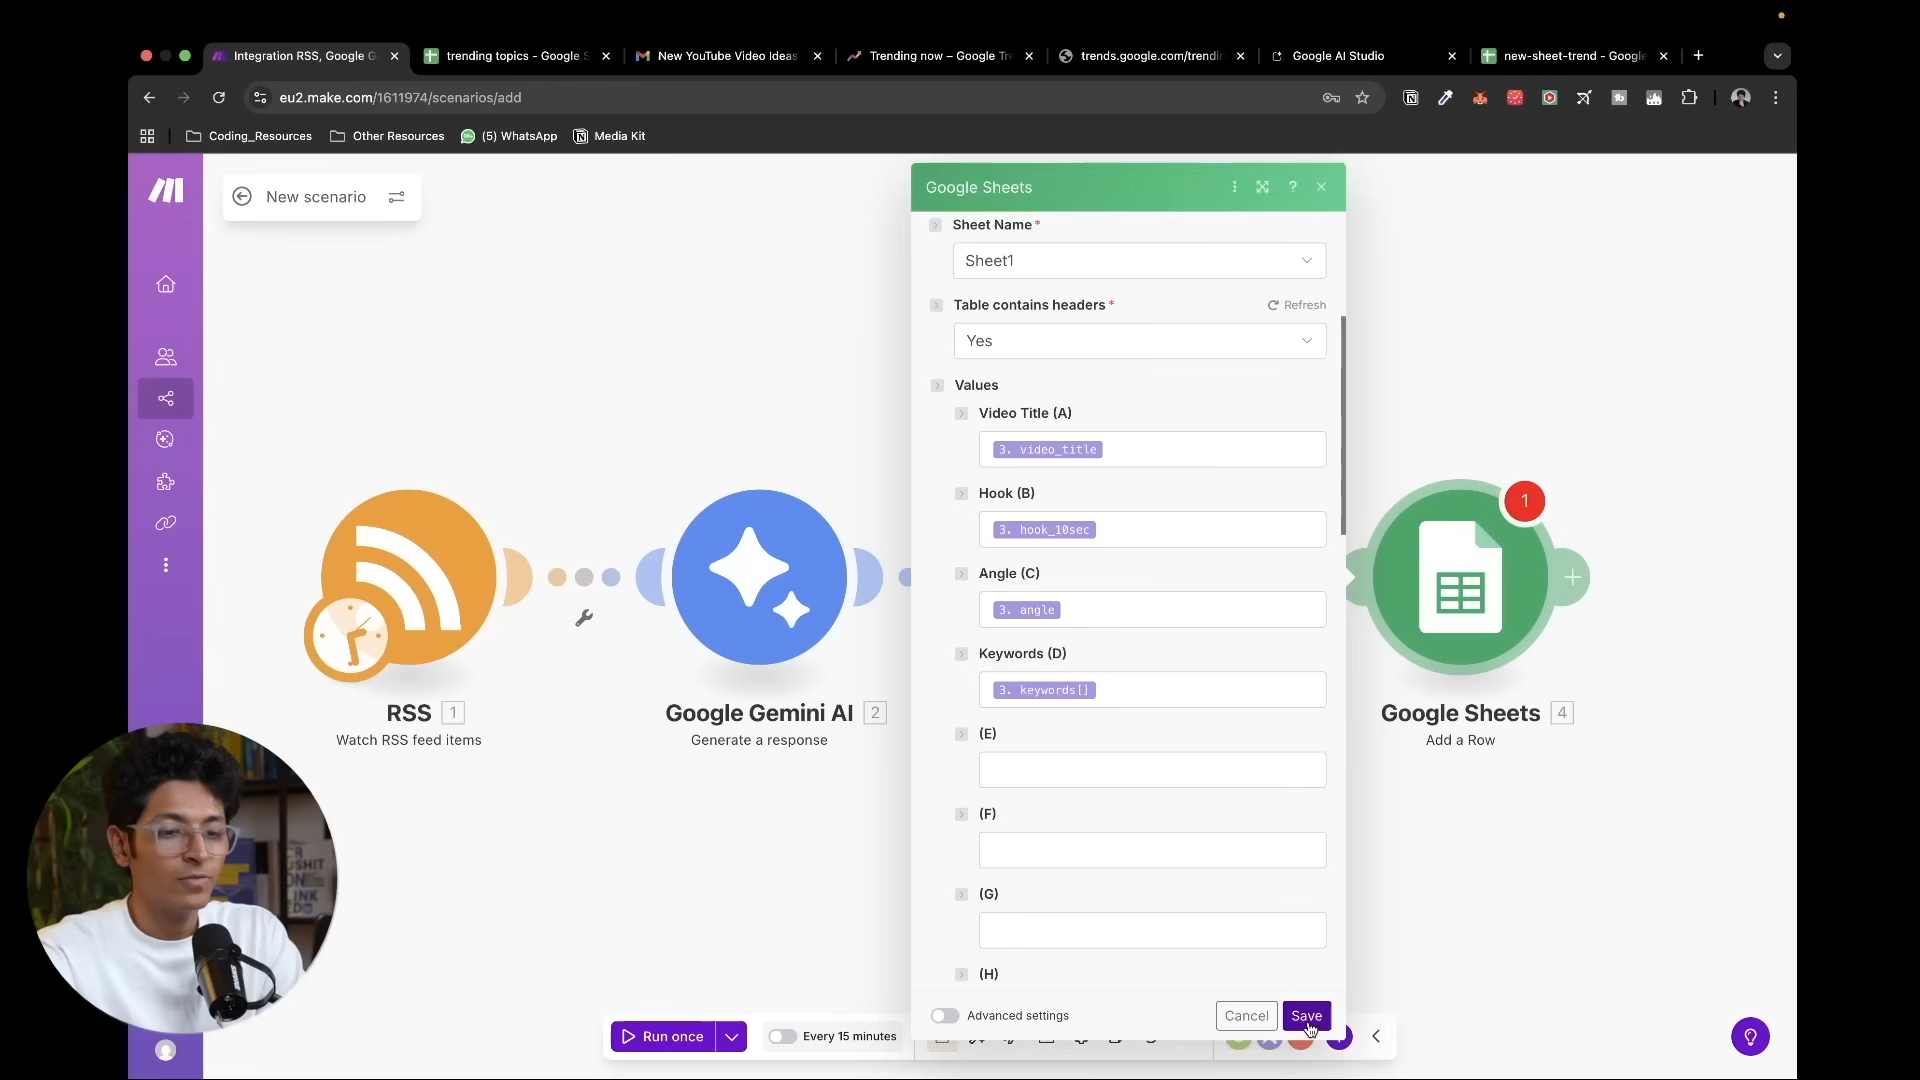 Integration RSS, Google G
trending topics - Google S
New YouTube Video Ideas
Trending now – Google Tr
trends.google.com/trendin
Google AI Studio
new-sheet-trend - Google
eu2.make.com/1611974/scenarios/add
Coding_Resources
Other Resources
(5) WhatsApp
Media Kit
New scenario
Google Sheets
Sheet Name*
Sheet1
Table contains headers*
Refresh
Yes
Values
Video Title (A)
3. video_title
Hook (B)
3. hook_10sec
Angle (C)
3. angle
Keywords (D)
3. keywords[]
(E)
(F)
(G)
(H)
Advanced settings
Cancel
Save
RSS 1
Watch RSS feed items
Google Gemini AI 2
Generate a response
1
Google Sheets 4
Add a Row
Run once
Every 15 minutes